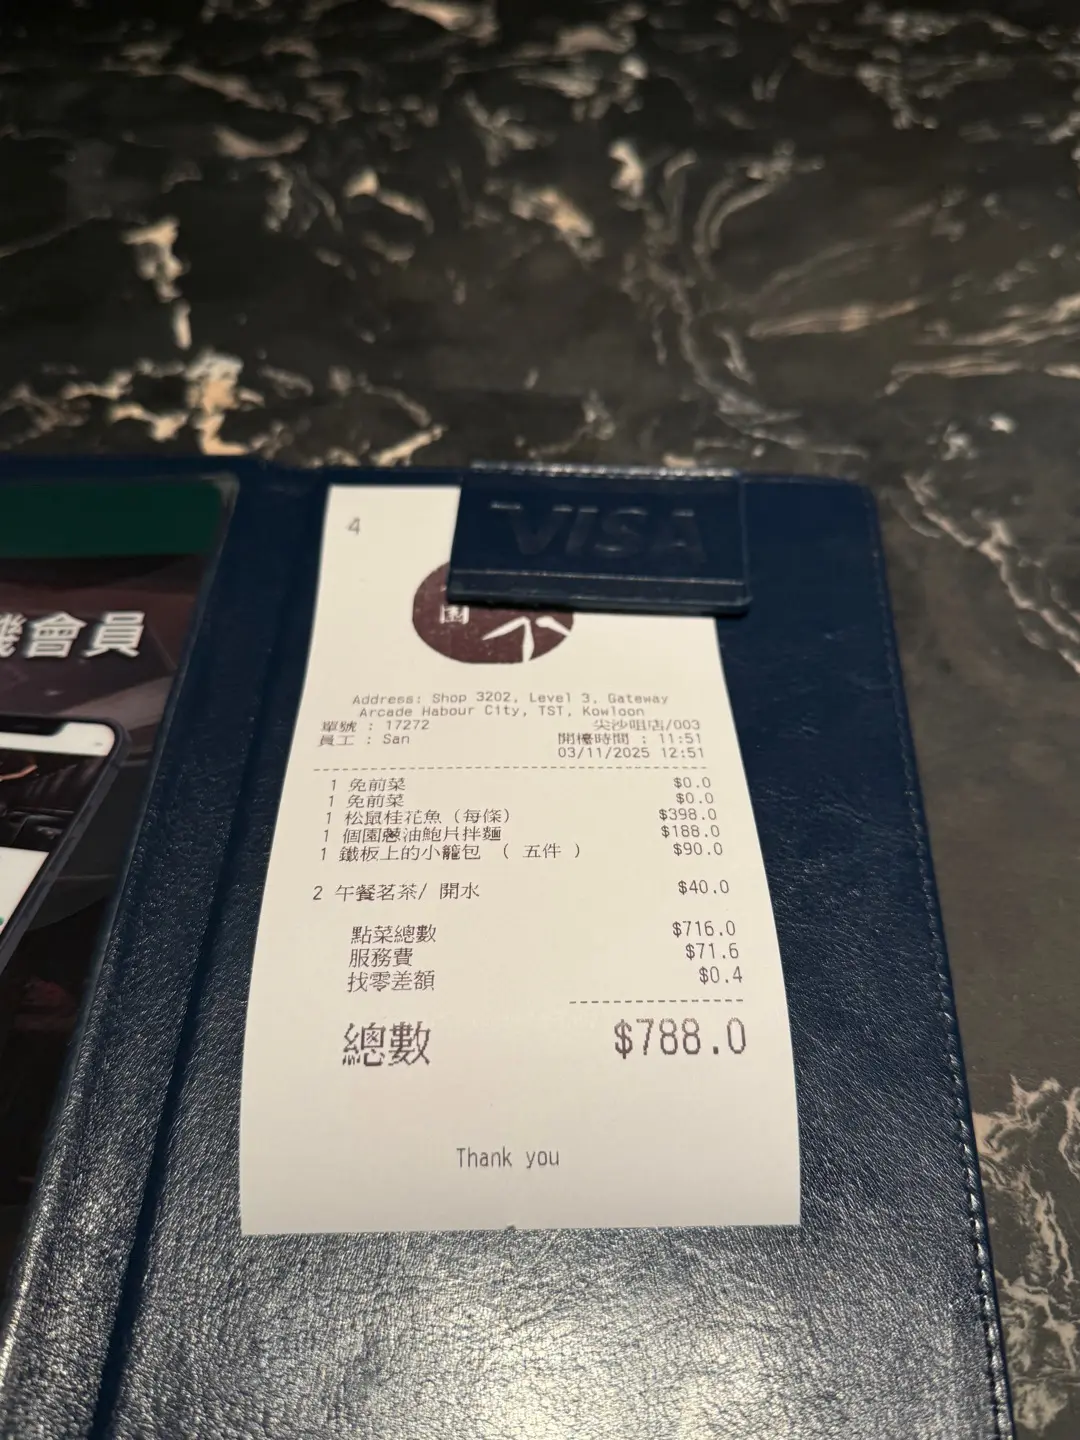 機會員
VISA
4
個園
Address: Shop 3202, Level 3, Gateway
Arcade Habour City, TST, Kowloon
單號 : 17272 尖沙咀店/003
員工 : San 開檯時間 : 11:51
03/11/2025 12:51
1 免前菜 $0.0
1 免前菜 $0.0
1 松鼠桂花魚(每條) $398.0
1 個園蔥油鮑片拌麵 $188.0
1 鐵板上的小籠包 ( 五件 ) $90.0
2 午餐茗茶/ 開水 $40.0
點菜總數 $716.0
服務費 $71.6
找零差額 $0.4
總數 $788.0
Thank you